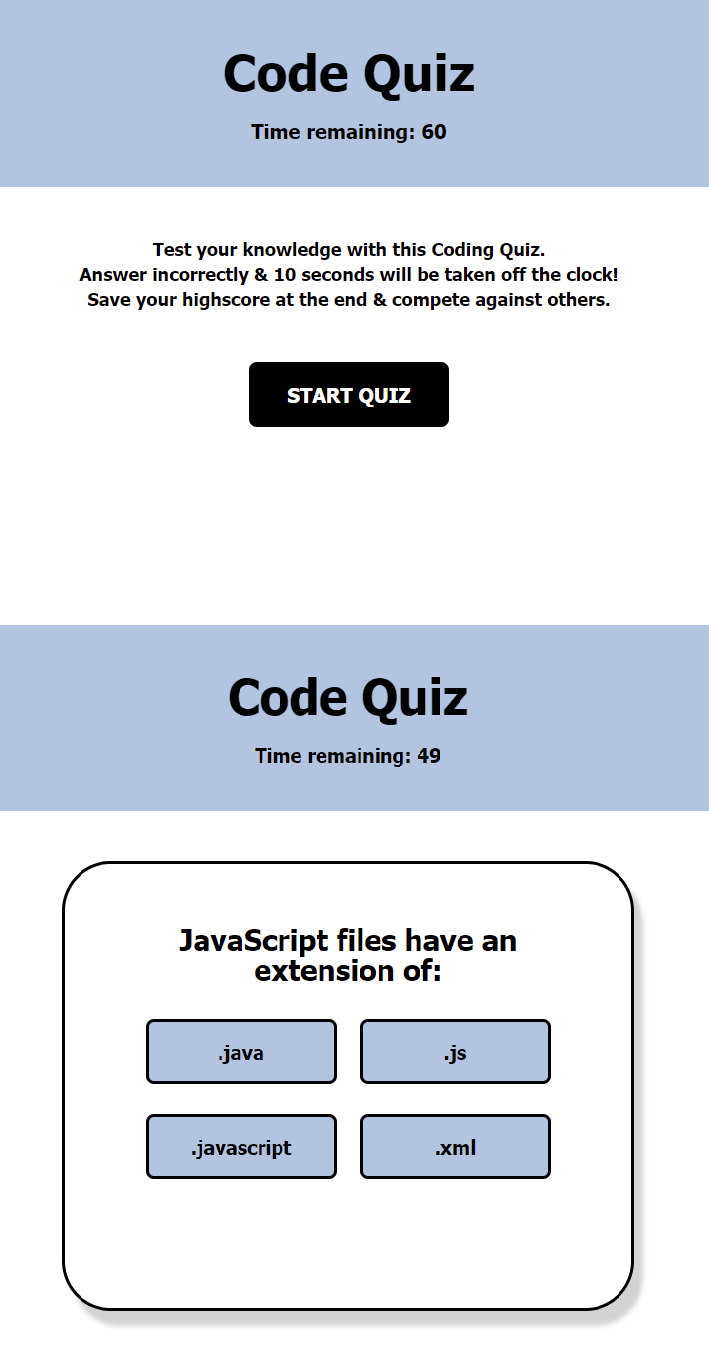 Code Quiz
Time remaining: 60
Test your knowledge with this Coding Quiz.
Answer incorrectly & 10 seconds will be taken off the clock!
Save your highscore at the end & compete against others.
START QUIZ
Code Quiz
Time remaining: 49
JavaScript files have an
extension of:
.java
.js
.javascript
.xml